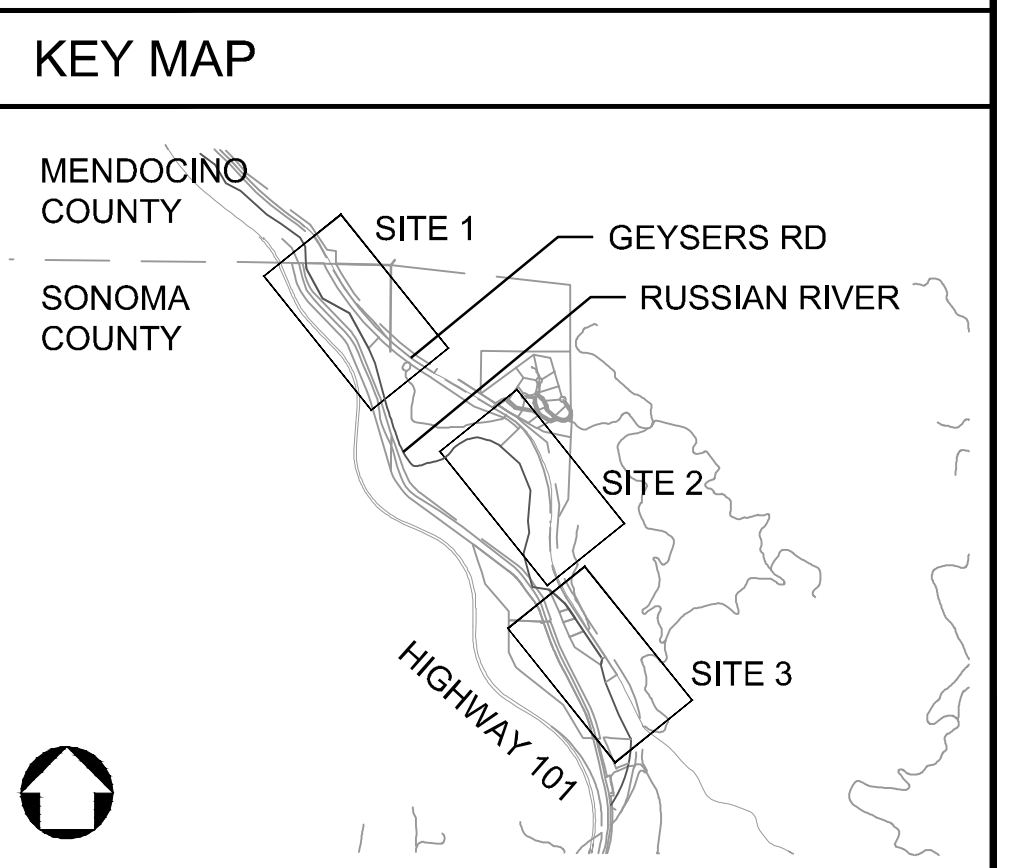 KEY MAP
MENDOCINO
COUNTY
SITE 1
GEYSERS RD
SONOMA
COUNTY
RUSSIAN RIVER
SITE 2
SITE 3
HIGHWAY 101